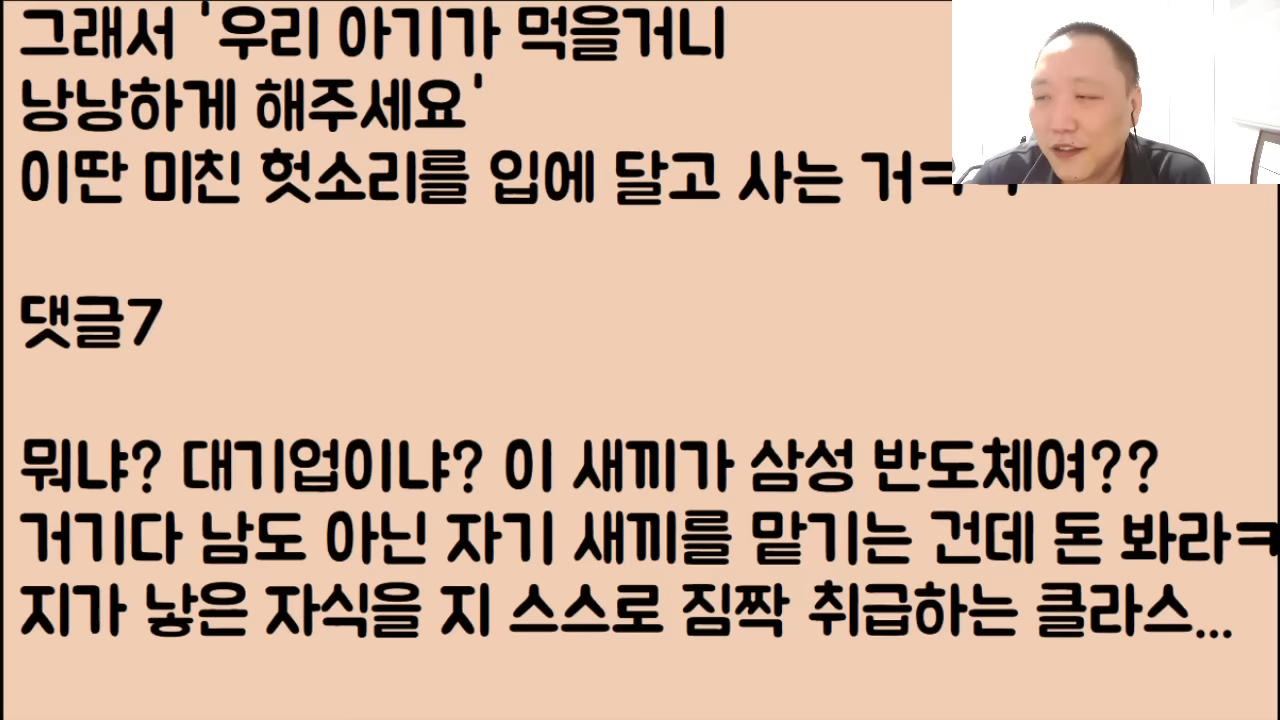 그래서 '우리 아기가 먹을거니
낭낭하게 해주세요'
이딴 미친 헛소리를 입에 달고 사는
댓글7
뭐냐? 대기업이냐? 이 새끼가 삼성 반도체여??
거기다 남도 아닌 자기 새끼를 맡기는 건데 돈 봐라ㅋ
지가 낳은 자식을 지 스스로 짐짝 취급하는 클라스...